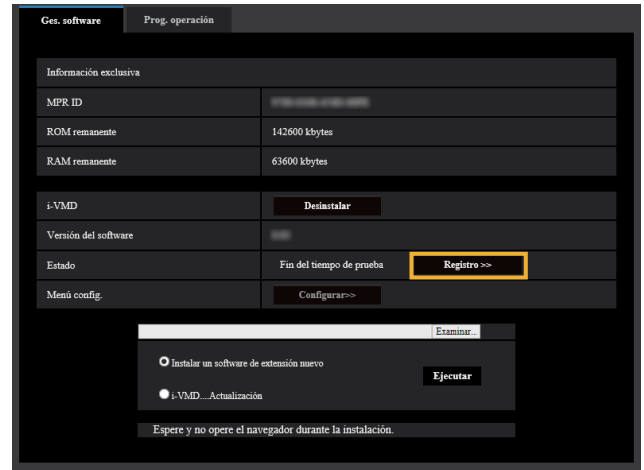 Ges. software
Prog. operación
Información exclusiva
MPR ID
ROM remanente 142600 kbytes
RAM remanente 63600 kbytes
i-VMD Desinstalar
Versión del software
Estado Fin del tiempo de prueba Registro >>
Menú config. Configurar>>
Examinar...
Instalar un software de extensión nuevo
Ejecutar
i-VMD....Actualización
Espere y no opere el navegador durante la instalación.